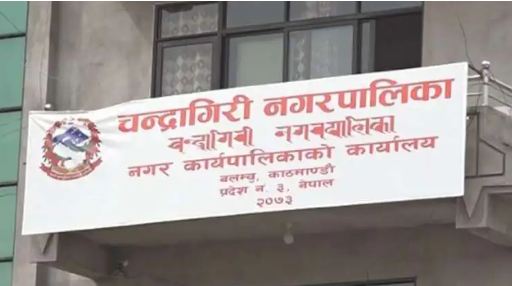 चन्द्रागिरी नगरपालिका
नगर कार्यपालिकाको कार्यालय
बलम्बु, काठमाण्डौ
प्रदेश नं. ३, नेपाल
२०७३